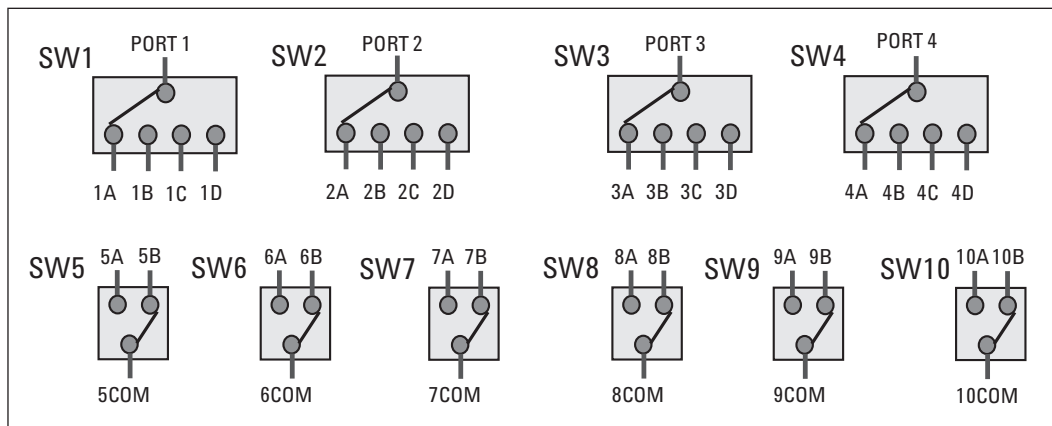 SW1 PORT 1 SW2 PORT 2 SW3 PORT 3 SW4 PORT 4
1A 1B 1C 1D 2A 2B 2C 2D 3A 3B 3C 3D 4A 4B 4C 4D
SW5 5A 5B SW6 6A 6B SW7 7A 7B SW8 8A 8B SW9 9A 9B SW10 10A 10B
5COM 6COM 7COM 8COM 9COM 10COM